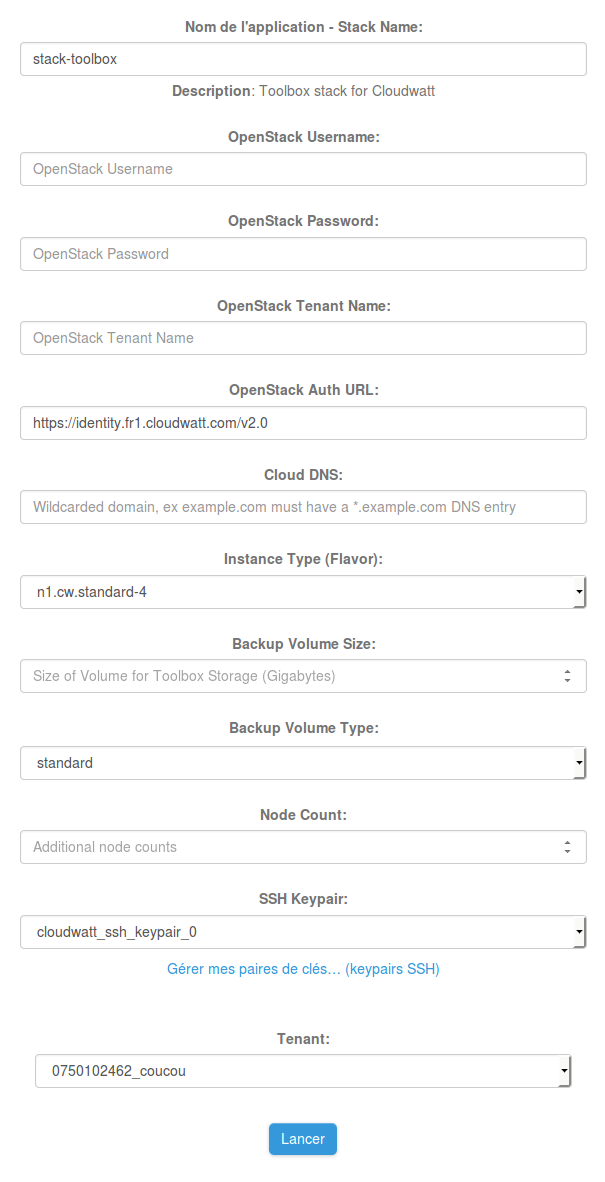 Nom de l'application - Stack Name:
stack-toolbox
Description: Toolbox stack for Cloudwatt
OpenStack Username:
OpenStack Username
OpenStack Password:
OpenStack Password
OpenStack Tenant Name:
OpenStack Tenant Name
OpenStack Auth URL:
https://identity.fr1.cloudwatt.com/v2.0
Cloud DNS:
Wildcarded domain, ex example.com must have a *.example.com DNS entry
Instance Type (Flavor):
n1.cw.standard-4
Backup Volume Size:
Size of Volume for Toolbox Storage (Gigabytes)
Backup Volume Type:
standard
Node Count:
Additional node counts
SSH Keypair:
cloudwatt_ssh_keypair_0
Gérer mes paires de clés… (keypairs SSH)
Tenant:
0750102462_coucou
Lancer